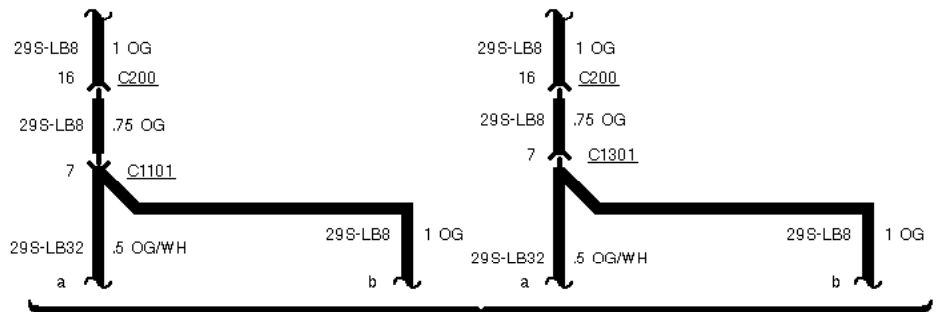 29S-LB8 1 OG 29S-LB8 1 OG
16 C200 16 C200
29S-LB8 .75 OG 29S-LB8 .75 OG
7 C1101 7 C1301
29S-LB8 1 OG 29S-LB8 1 OG
29S-LB32 .5 OG/WH 29S-LB32 .5 OG/WH
a b a b